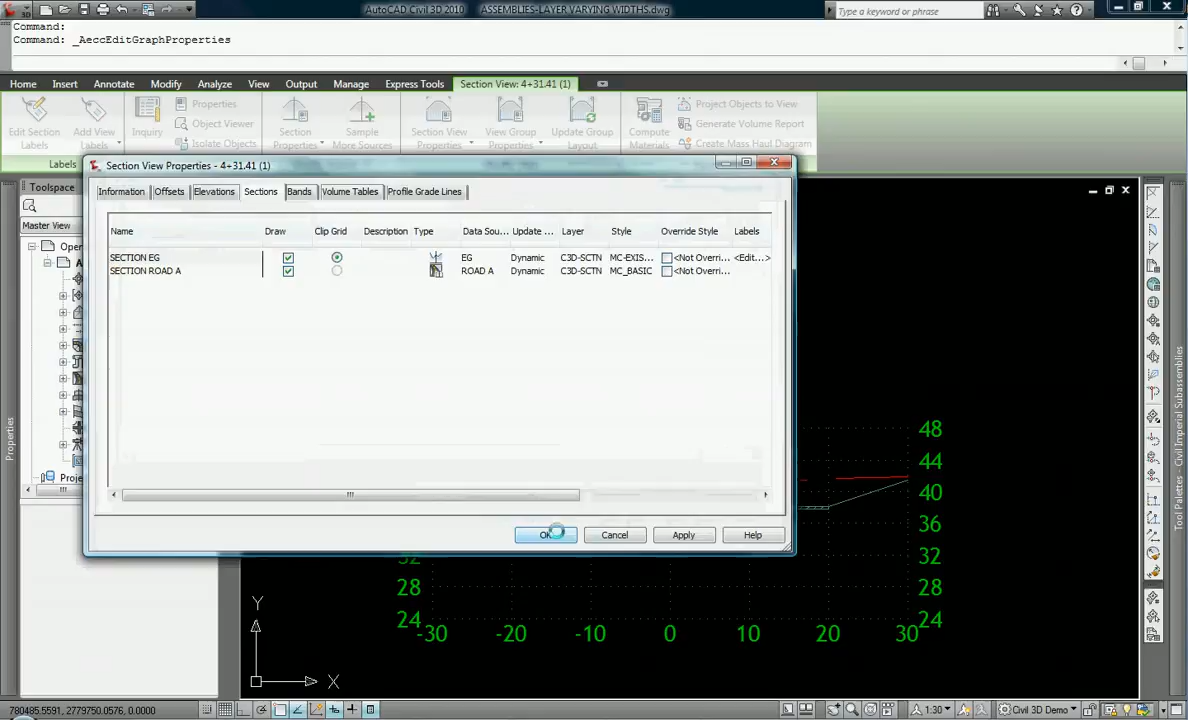 AutoCAD Civil 3D 2010 ASSEMBLIES-LAYER VARYING WIDTHS.dwg
Type a keyword or phrase
Command:
Command: _AeccEditGraphProperties
Home Insert Annotate Modify Analyze View Output Manage Express Tools Section View: 4+31.41 (1)
Edit Section Labels
Add View Labels
Inquiry
Properties
Object Viewer
Isolate Objects
Section Properties
Sample More Sources
Section View Properties
View Group Properties
Update Group Layout
Compute Materials
Project Objects to View
Generate Volume Report
Create Mass Haul Diagram
Labels
Section View Properties - 4+31.41 (1)
Toolspace
Master View
Information Offsets Elevations Sections Bands Volume Tables Profile Grade Lines
Name Draw Clip Grid Description Type Data Sou... Update ... Layer Style Override Style Labels
SECTION EG EG Dynamic C3D-SCTN MC-EXIS... <Not Overri... <Edit...>
SECTION ROAD A ROAD A Dynamic C3D-SCTN MC_BASIC <Not Overri...
Open
A
Proje
OK Cancel Apply Help
Properties
Tool Palettes - Civil Imperial Subassemblies
48
44
40
36
32 32
28 28
24 24
-30 -20 -10 0 10 20 30
Y
X
780485.5591, 2779750.0576, 0.0000
1:30
Civil 3D Demo